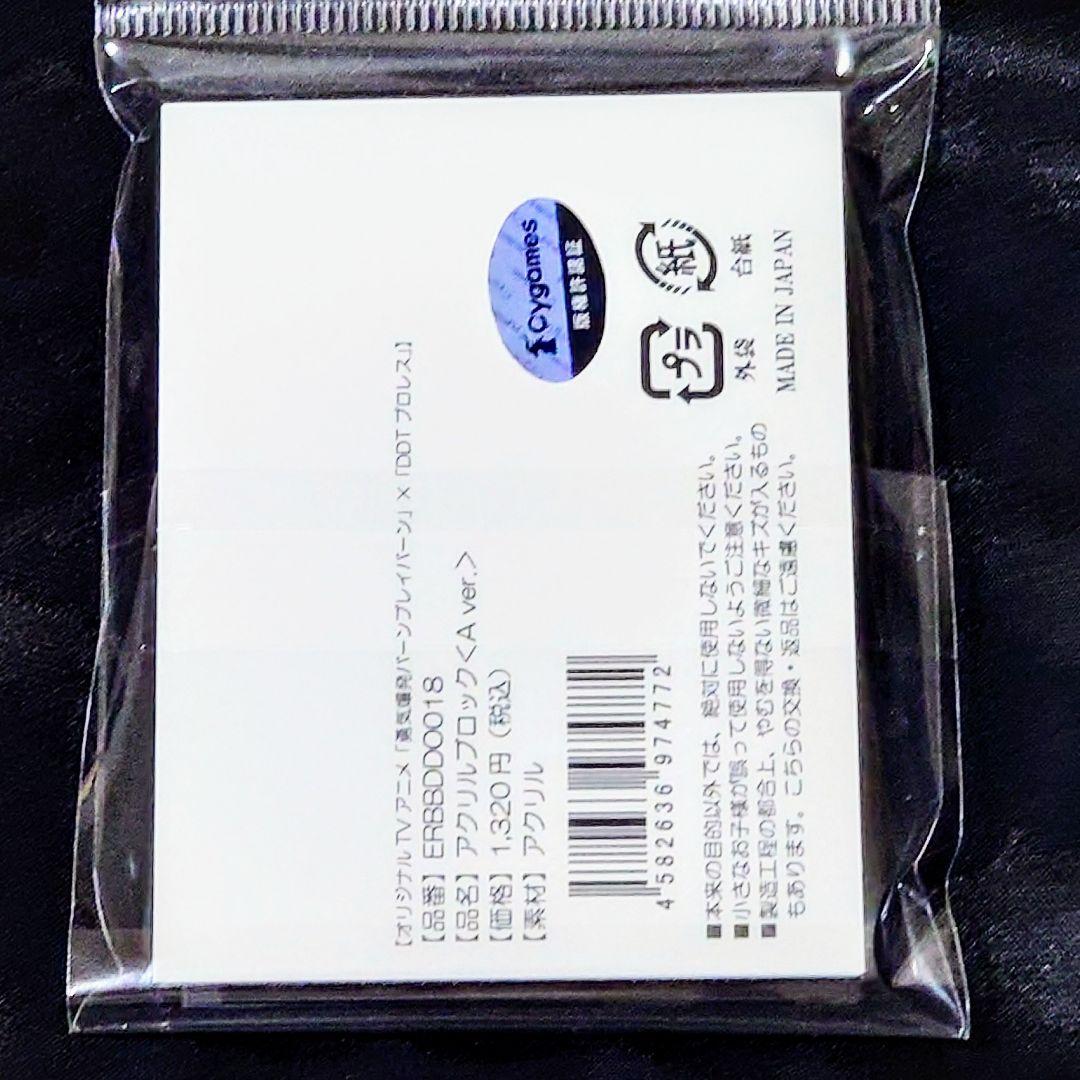 【オリジナルTVアニメ「勇気爆発バーンブレイバーン」×「DDTプロレス」】
【品番】ERBBDD0018
【品名】アクリルブロック＜A ver.＞
【価格】1,320円（税込）
【素材】アクリル
4 582636 974772
■本来の目的以外では、絶対に使用しないでください。
■小さなお子様が誤って使用しないようご注意ください。
■製造工程の都合上、やむを得ない微細なキズが入るもの
もあります。こちらの交換・返品はご遠慮ください。
Cygames
版権許諾証
プラ
外袋
紙
台紙
MADE IN JAPAN